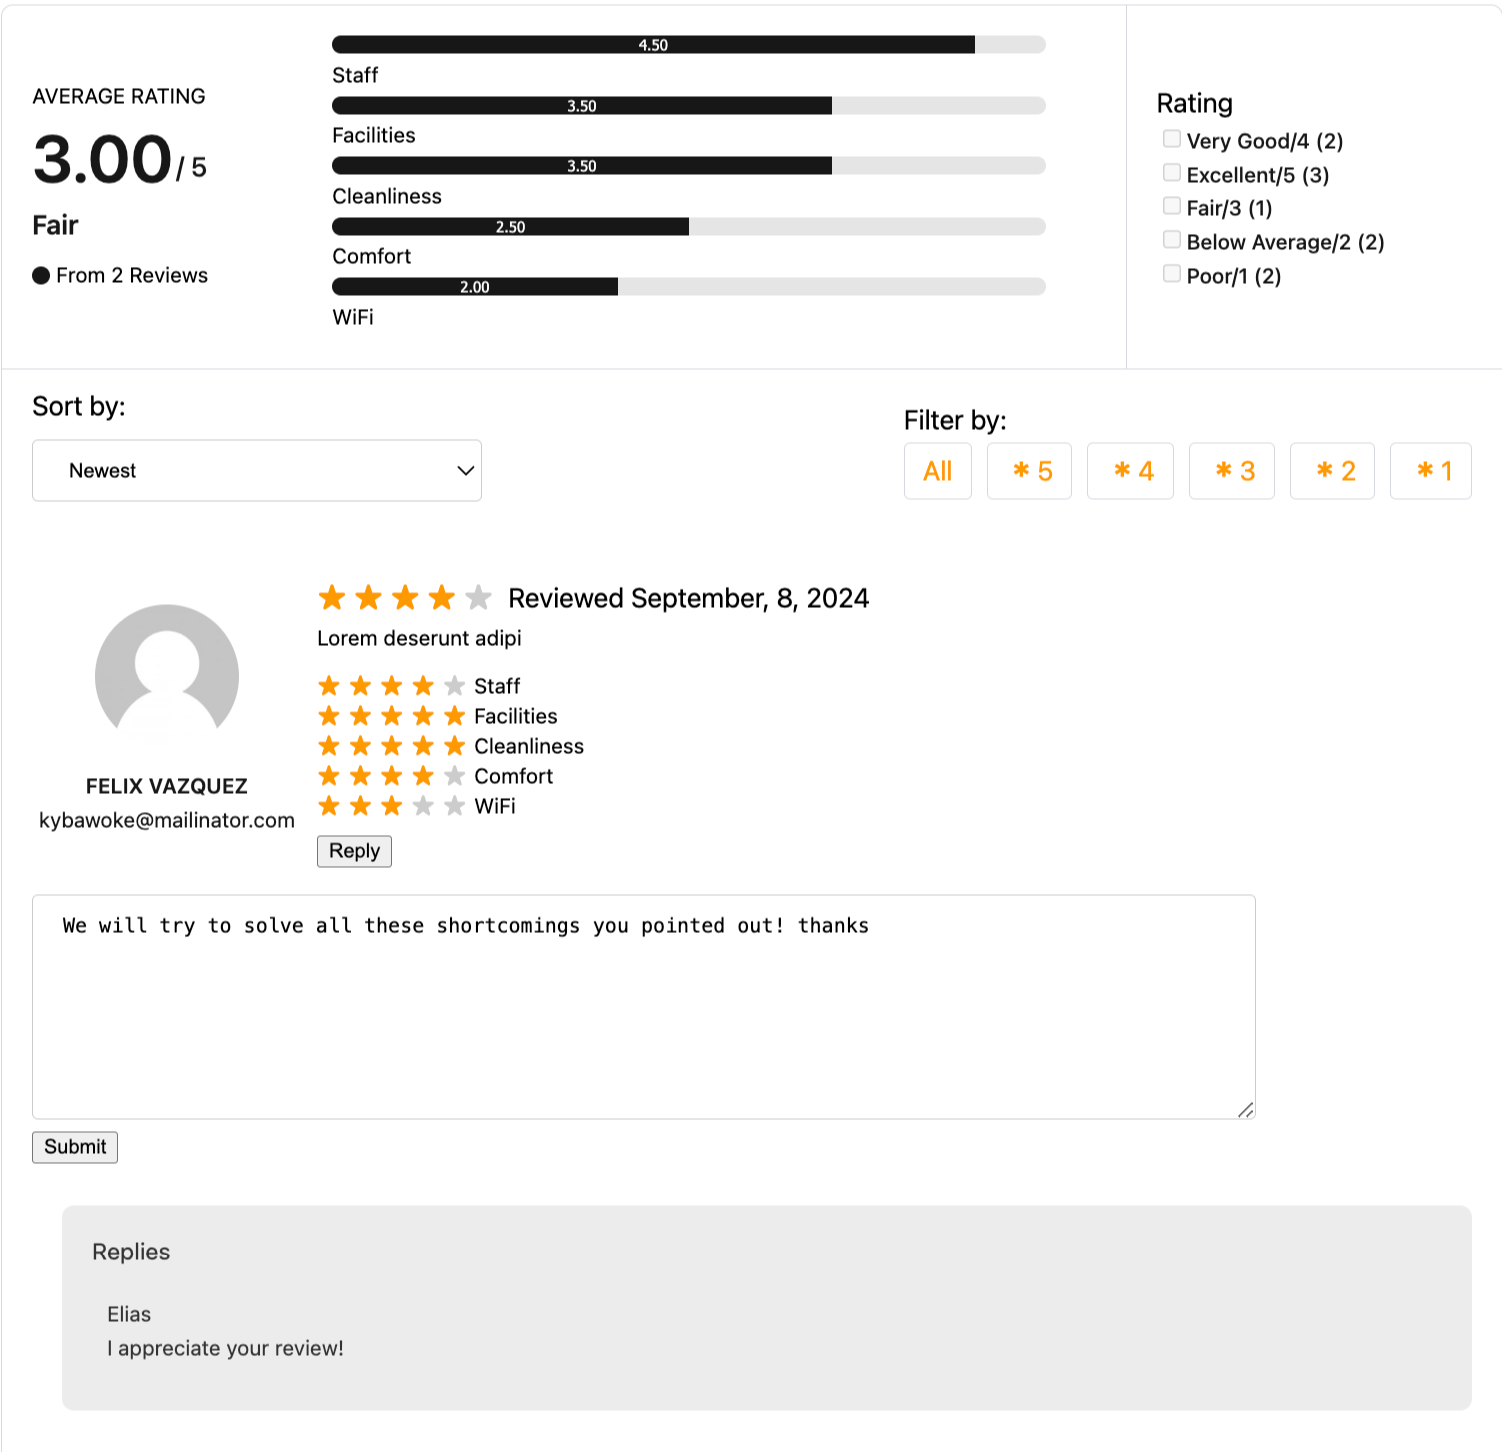 AVERAGE RATING
3.00/ 5
Fair
From 2 Reviews
4.50
Staff
3.50
Facilities
3.50
Cleanliness
2.50
Comfort
2.00
WiFi
Rating
Very Good/4 (2)
Excellent/5 (3)
Fair/3 (1)
Below Average/2 (2)
Poor/1 (2)
Sort by:
Newest
Filter by:
All * 5 * 4 * 3 * 2 * 1
Reviewed September, 8, 2024
Lorem deserunt adipi
Staff
Facilities
Cleanliness
Comfort
WiFi
FELIX VAZQUEZ
kybawoke@mailinator.com
Reply
We will try to solve all these shortcomings you pointed out! thanks
Submit
Replies
Elias
I appreciate your review!